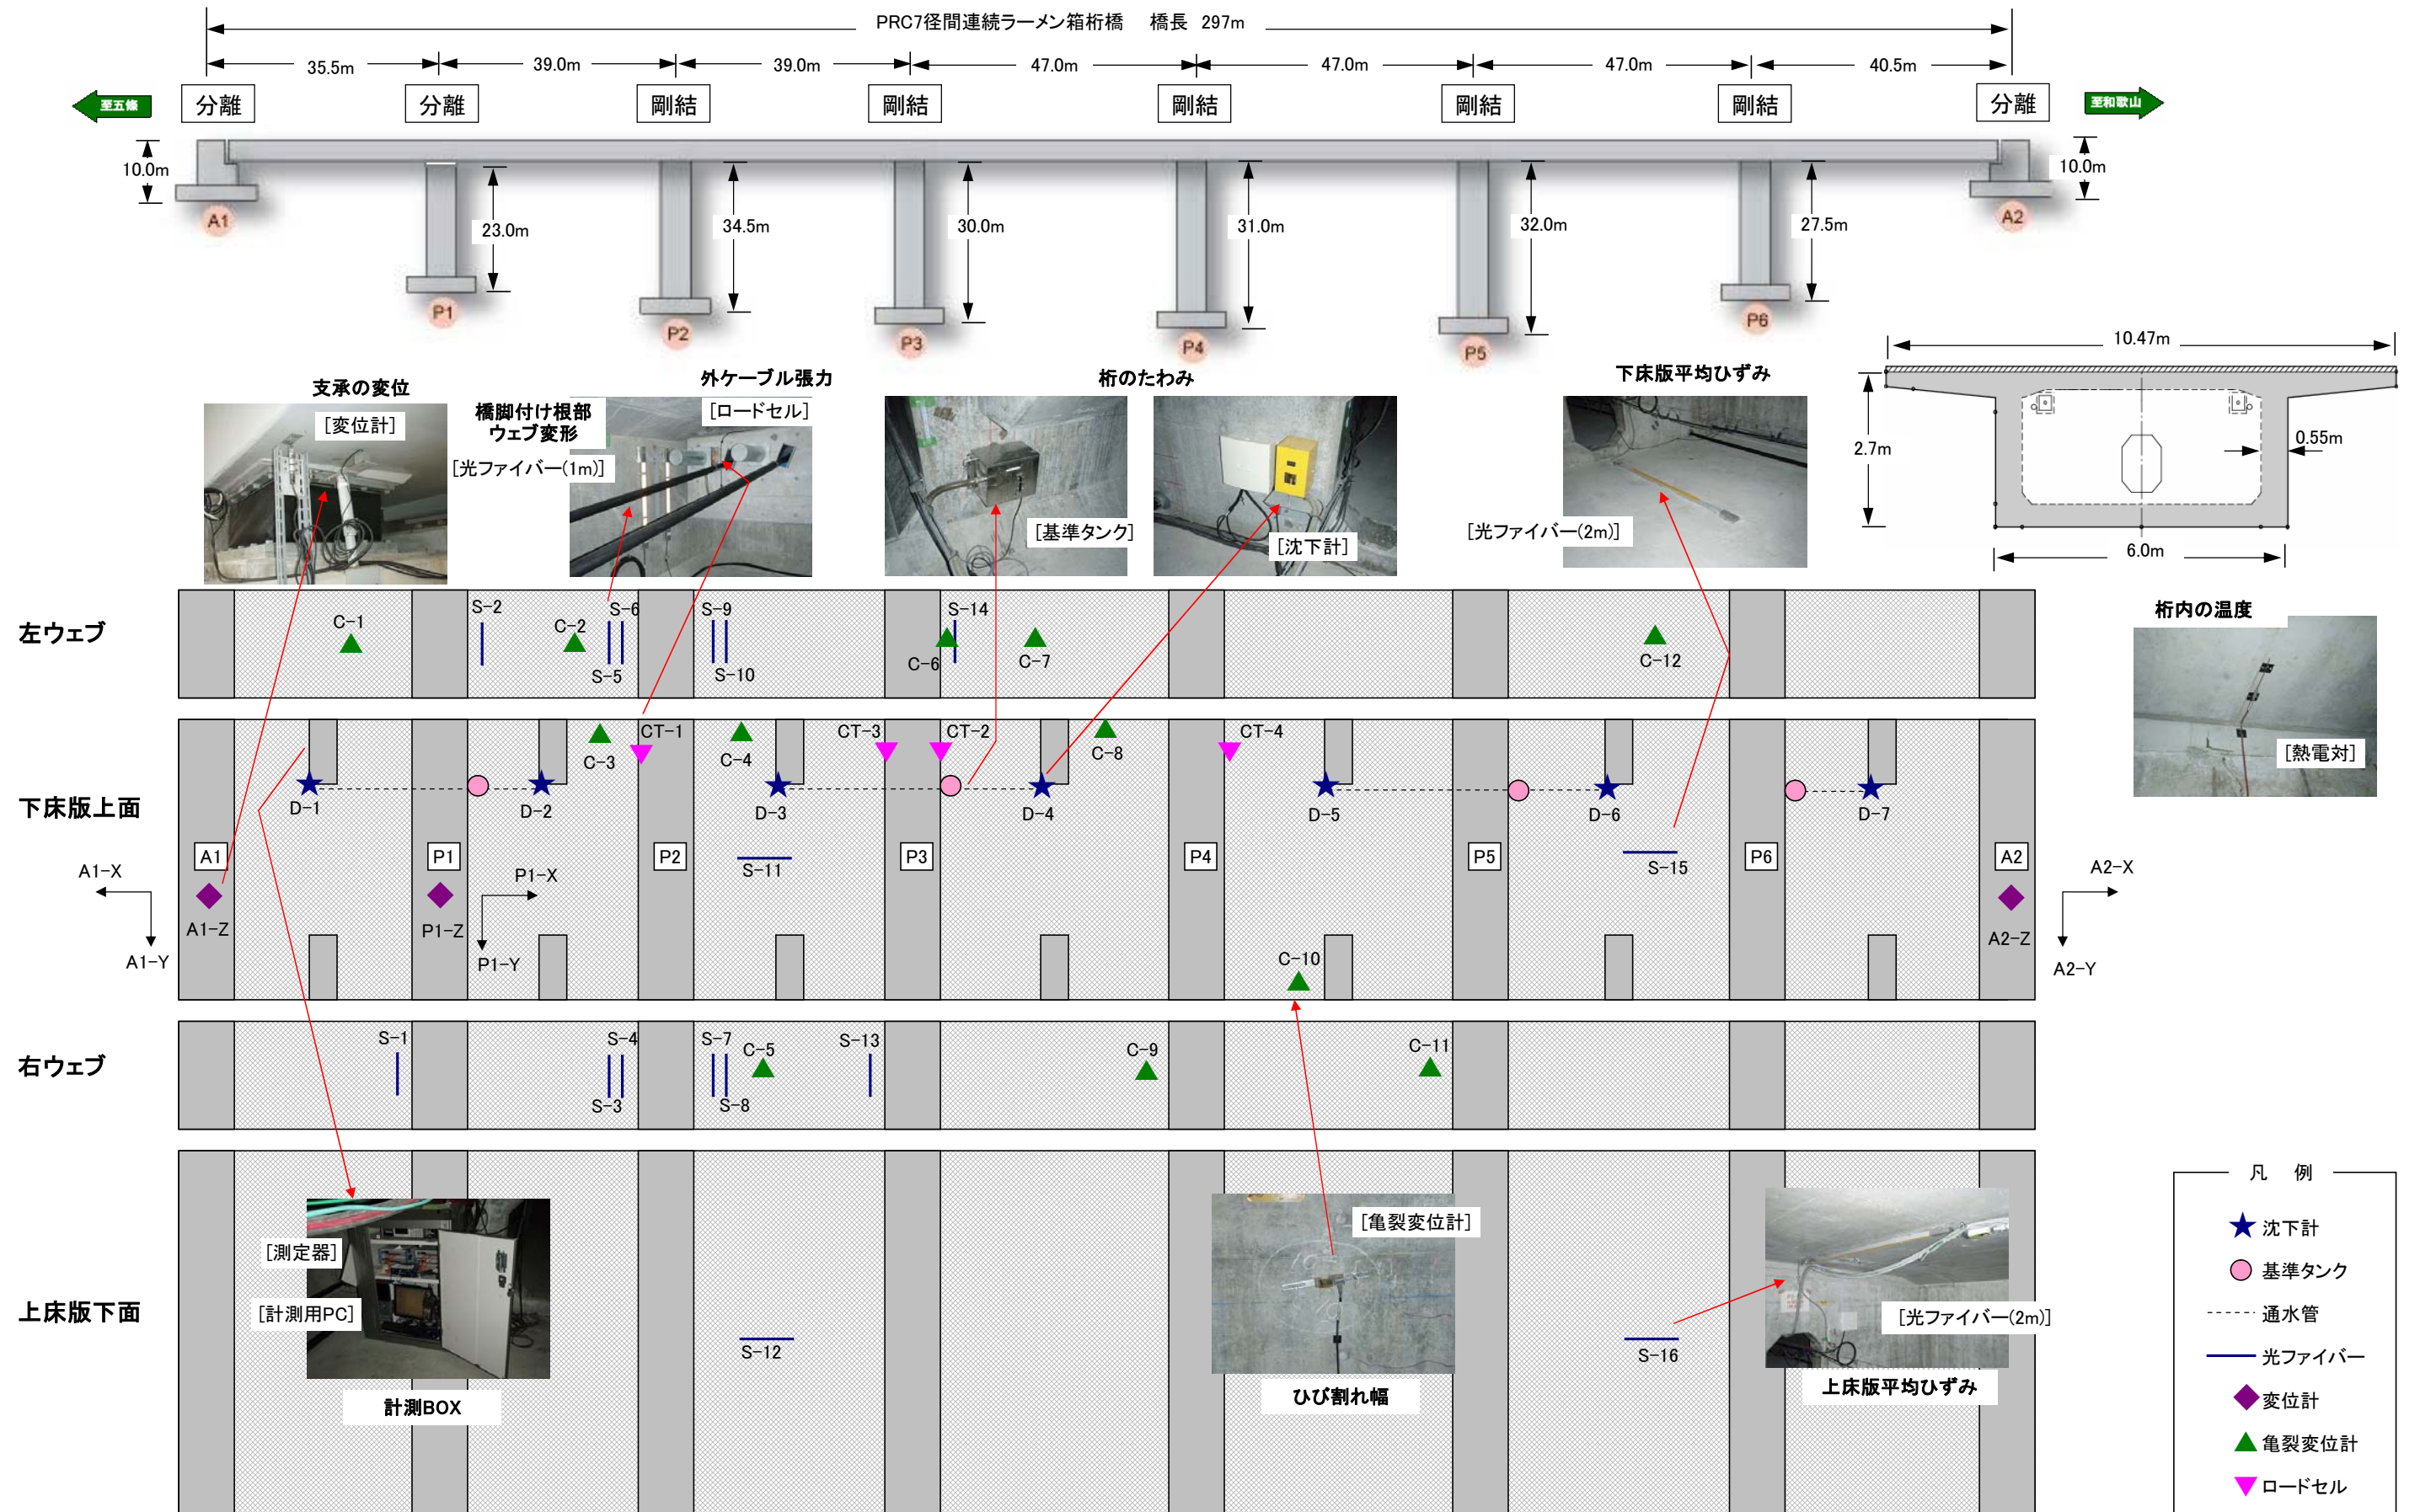 PRC7径間連続ラーメン箱桁橋 橋長 297m
35.5m 39.0m 39.0m 47.0m 47.0m 47.0m 40.5m
至五條 分離 分離 剛結 剛結 剛結 剛結 剛結 分離 至和歌山
10.0m 10.0m
23.0m 34.5m 30.0m 31.0m 32.0m 27.5m
A1 P1 P2 P3 P4 P5 P6 A2
10.47m
2.7m
0.55m
6.0m
支承の変位
[変位計]
橋脚付け根部
ウェブ変形
[光ファイバー(1m)]
外ケーブル張力
[ロードセル]
桁のたわみ
[基準タンク]
[沈下計]
下床版平均ひずみ
[光ファイバー(2m)]
桁内の温度
[熱電対]
左ウェブ
C-1 S-2 C-2 S-6 S-9 S-14
S-5 S-10 C-6 C-7 C-12
下床版上面
C-3 CT-1 C-4 CT-3 CT-2 C-8 CT-4
D-1 D-2 D-3 D-4 D-5 D-6 D-7
A1 P1 P2 P3 P4 P5 P6 A2
S-11 S-15
A1-X P1-X A2-X
A1-Z P1-Z A2-Z
A1-Y P1-Y A2-Y
C-10
右ウェブ
S-1 S-4 S-7 C-5 S-13 C-9 C-11
S-3 S-8
上床版下面
[測定器]
[計測用PC]
計測BOX
S-12
[亀裂変位計]
ひび割れ幅
S-16
[光ファイバー(2m)]
上床版平均ひずみ
凡 例
沈下計
基準タンク
通水管
光ファイバー
変位計
亀裂変位計
ロードセル